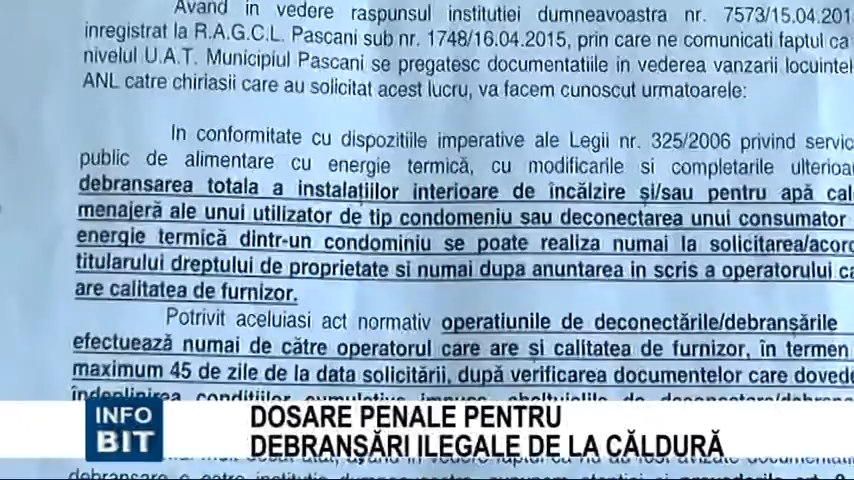 Avand in vedere raspunsul institutiei dumneavoastra nr. 7573/15.04.201
inregistrat la R.A.G.C.L. Pascani sub nr. 1748/16.04.2015, prin care ne comunicati faptul ca
nivelul U.A.T. Municipiul Pascani se pregatesc documentatiile in vederea vanzarii locuintel
ANL catre chiriasii care au solicitat acest lucru, va facem cunoscut urmatoarele:
In conformitate cu dispozitiile imperative ale Legii nr. 325/2006 privind servic
public de alimentare cu energie termică, cu modificarile si completarile ulterioa
debransarea totala a instalațiilor interioare de încălzire și/sau pentru apă cal
menajeră ale unui utilizator de tip condomeniu sau deconectarea unui consumator
energie termică dintr-un condominiu se poate realiza numai la solicitarea/acord
titularului dreptului de proprietate si numai dupa anuntarea in scris a operatorului ca
are calitatea de furnizor.
Potrivit aceluiasi act normativ operatiunile de deconectările/debranșările
efectuează numai de către operatorul care are și calitatea de furnizor, în termen
maximum 45 de zile de la data solicitării, după verificarea documentelor care dovede
îndeplinirea conditiilor cumulative
INFO
BIT
DOSARE PENALE PENTRU
DEBRANȘĂRI ILEGALE DE LA CĂLDURĂ